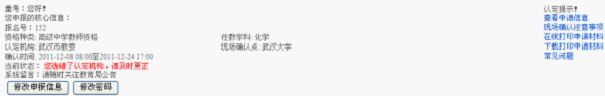 童考：您好！
您申报的核心信息：
报名号：152
资格种类：高级中学教师资格 任教学科：化学
认定机构：武汉市教委 现场确认点：武汉大学
确认时间：2011-12-08 08:00至2011-12-24 17:00
当前状态：您选错了认定机构，请及时更正
系统留言：请随时关注教育局公告
修改申报信息 修改密码
认定提示！
查看申请信息
现场确认注意事项
在线打印申请材料
下载打印申请材料
常见问题